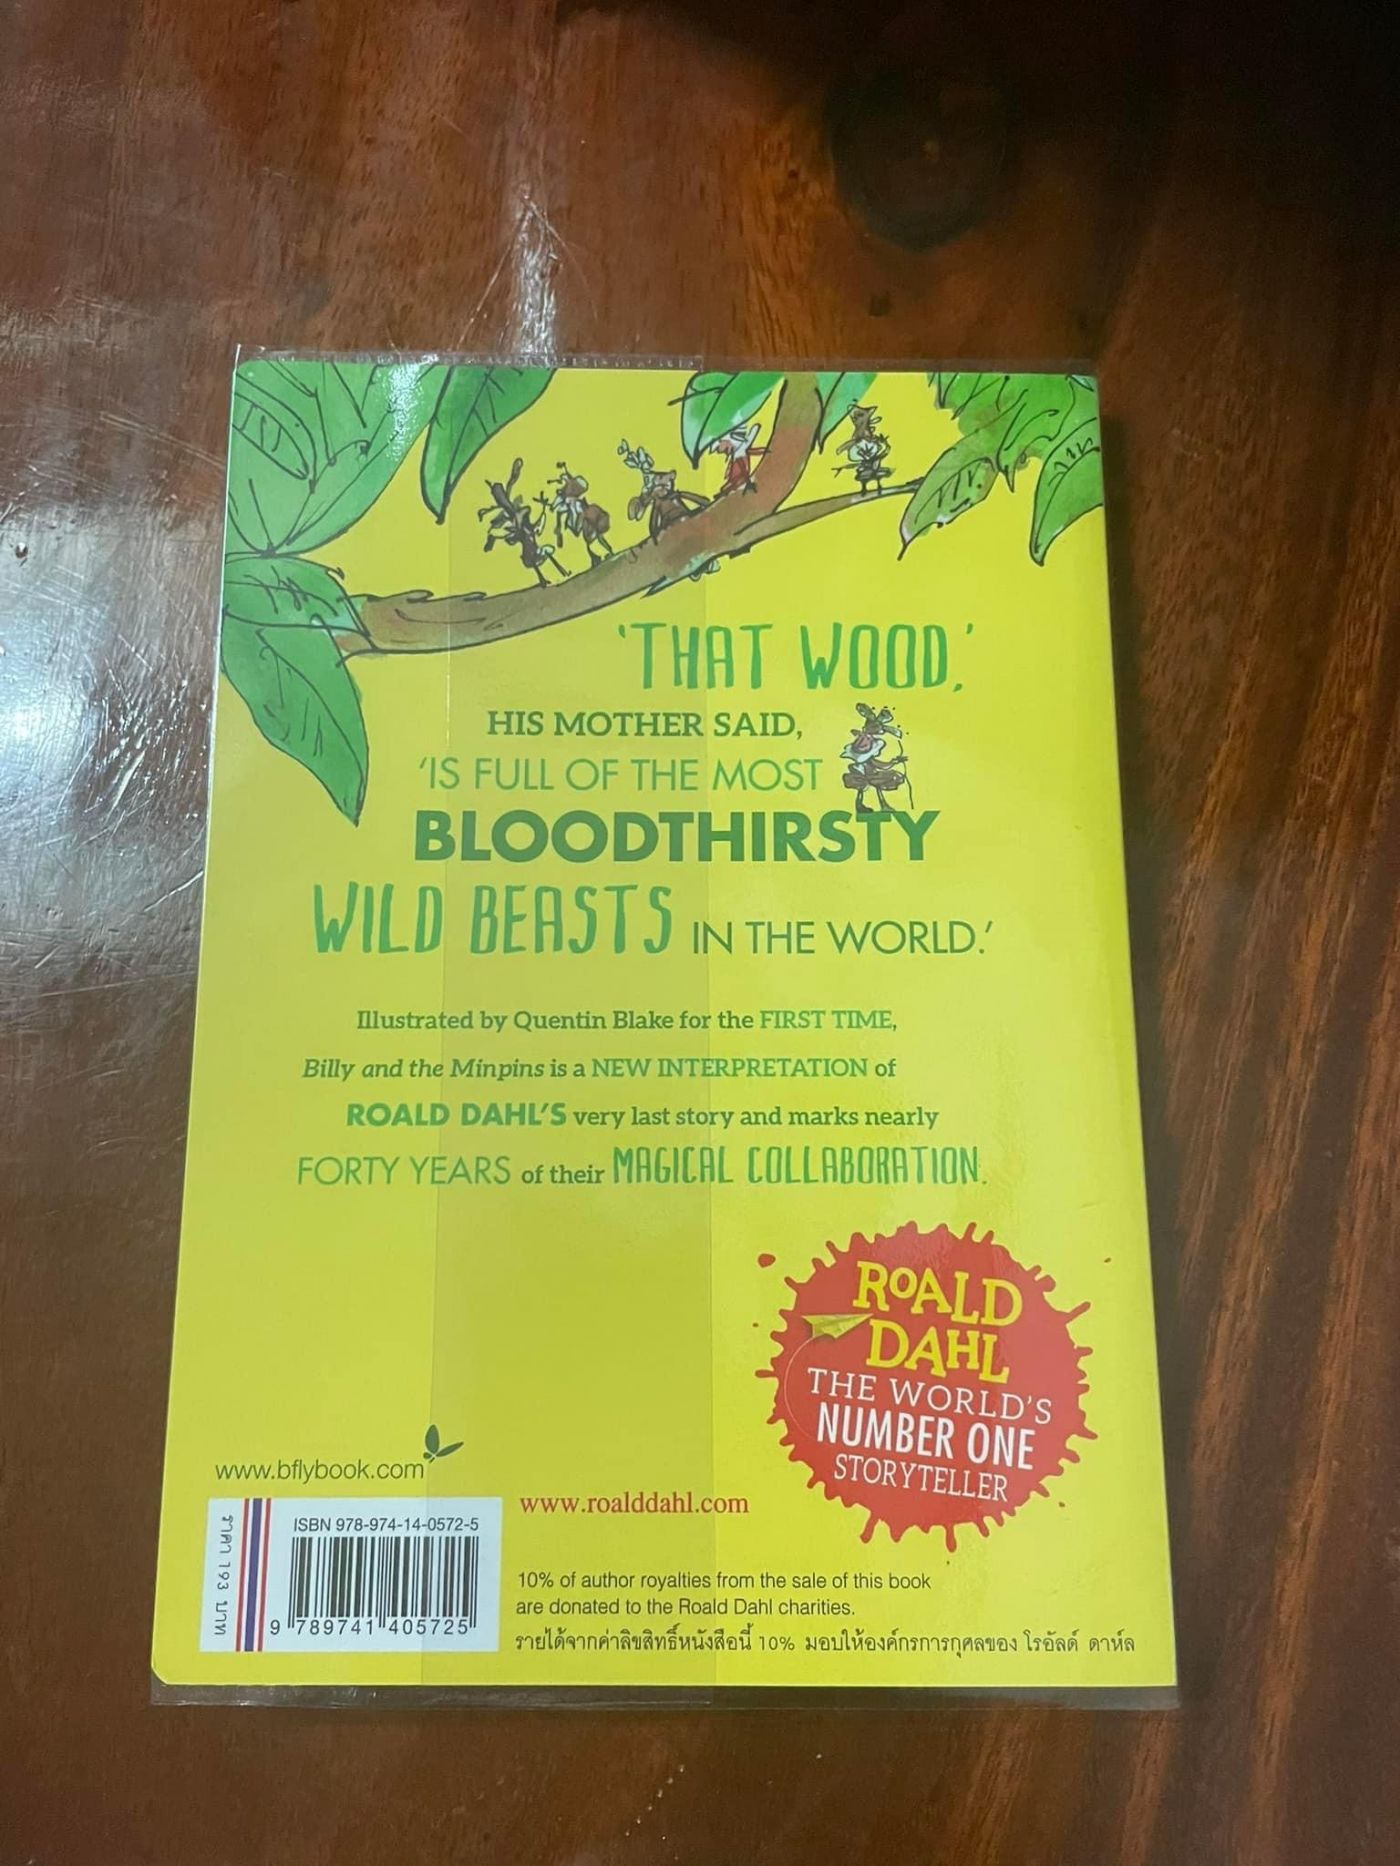 ‘THAT WOOD,’
HIS MOTHER SAID,
‘IS FULL OF THE MOST
BLOODTHIRSTY
WILD BEASTS IN THE WORLD.’
Illustrated by Quentin Blake for the FIRST TIME,
Billy and the Minpins is a NEW INTERPRETATION of
ROALD DAHL’S very last story and marks nearly
FORTY YEARS of their MAGICAL COLLABORATION.
ROALD
DAHL
THE WORLD’S
NUMBER ONE
STORYTELLER
www.bflybook.com
www.roalddahl.com
ราคา 193 บาท
ISBN 978-974-14-0572-5
9 789741 405725
10% of author royalties from the sale of this book
are donated to the Roald Dahl charities.
รายได้จากค่าลิขสิทธิ์หนังสือนี้ 10% มอบให้องค์กรการกุศลของ โรอัลด์ ดาห์ล